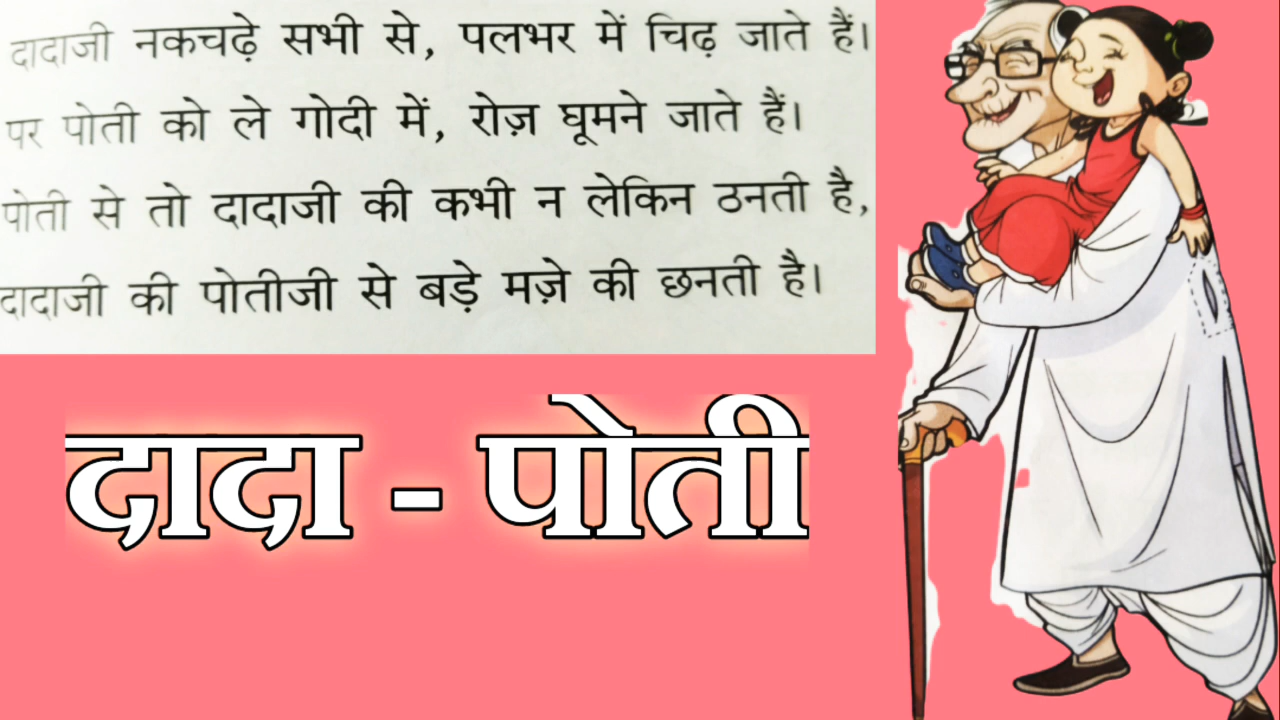 दादाजी नकचढ़े सभी से, पलभर में चिढ़ जाते हैं।
पर पोती को ले गोदी में, रोज़ घूमने जाते हैं।
पोती से तो दादाजी की कभी न लेकिन ठनती है,
दादाजी की पोतीजी से बड़े मज़े की छनती है।
दादा - पोती